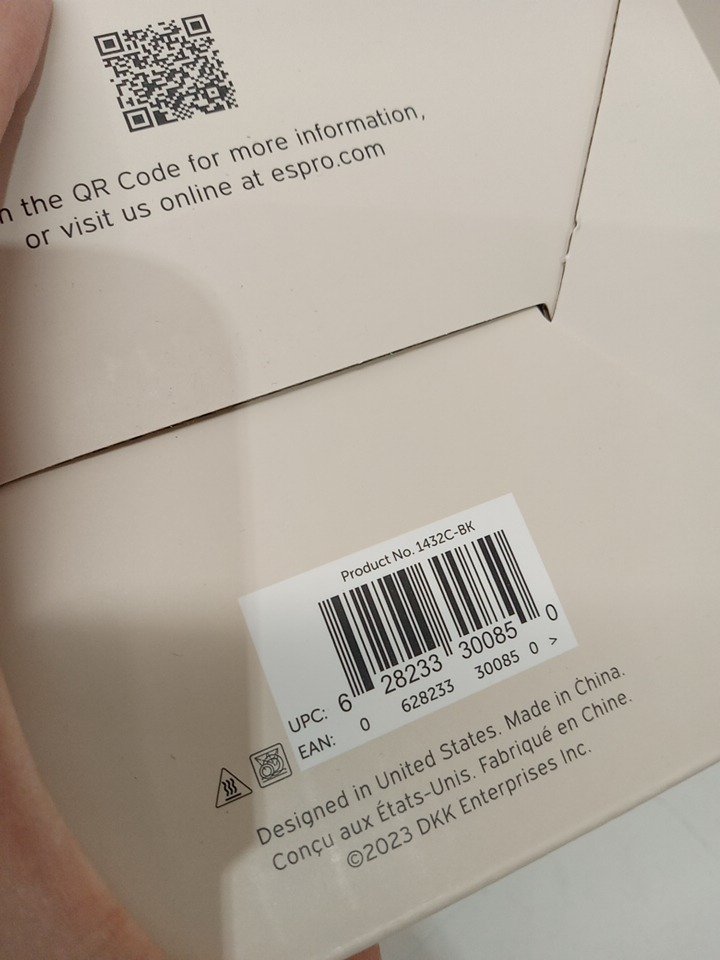 the QR Code for more information,
or visit us online at espro.com
Product No. 1432C-BK
UPC: 6 28233 30085 0
EAN: 0 628233 30085 0 >
Designed in United States. Made in China.
Conçu aux États-Unis. Fabriqué en Chine.
©2023 DKK Enterprises Inc.